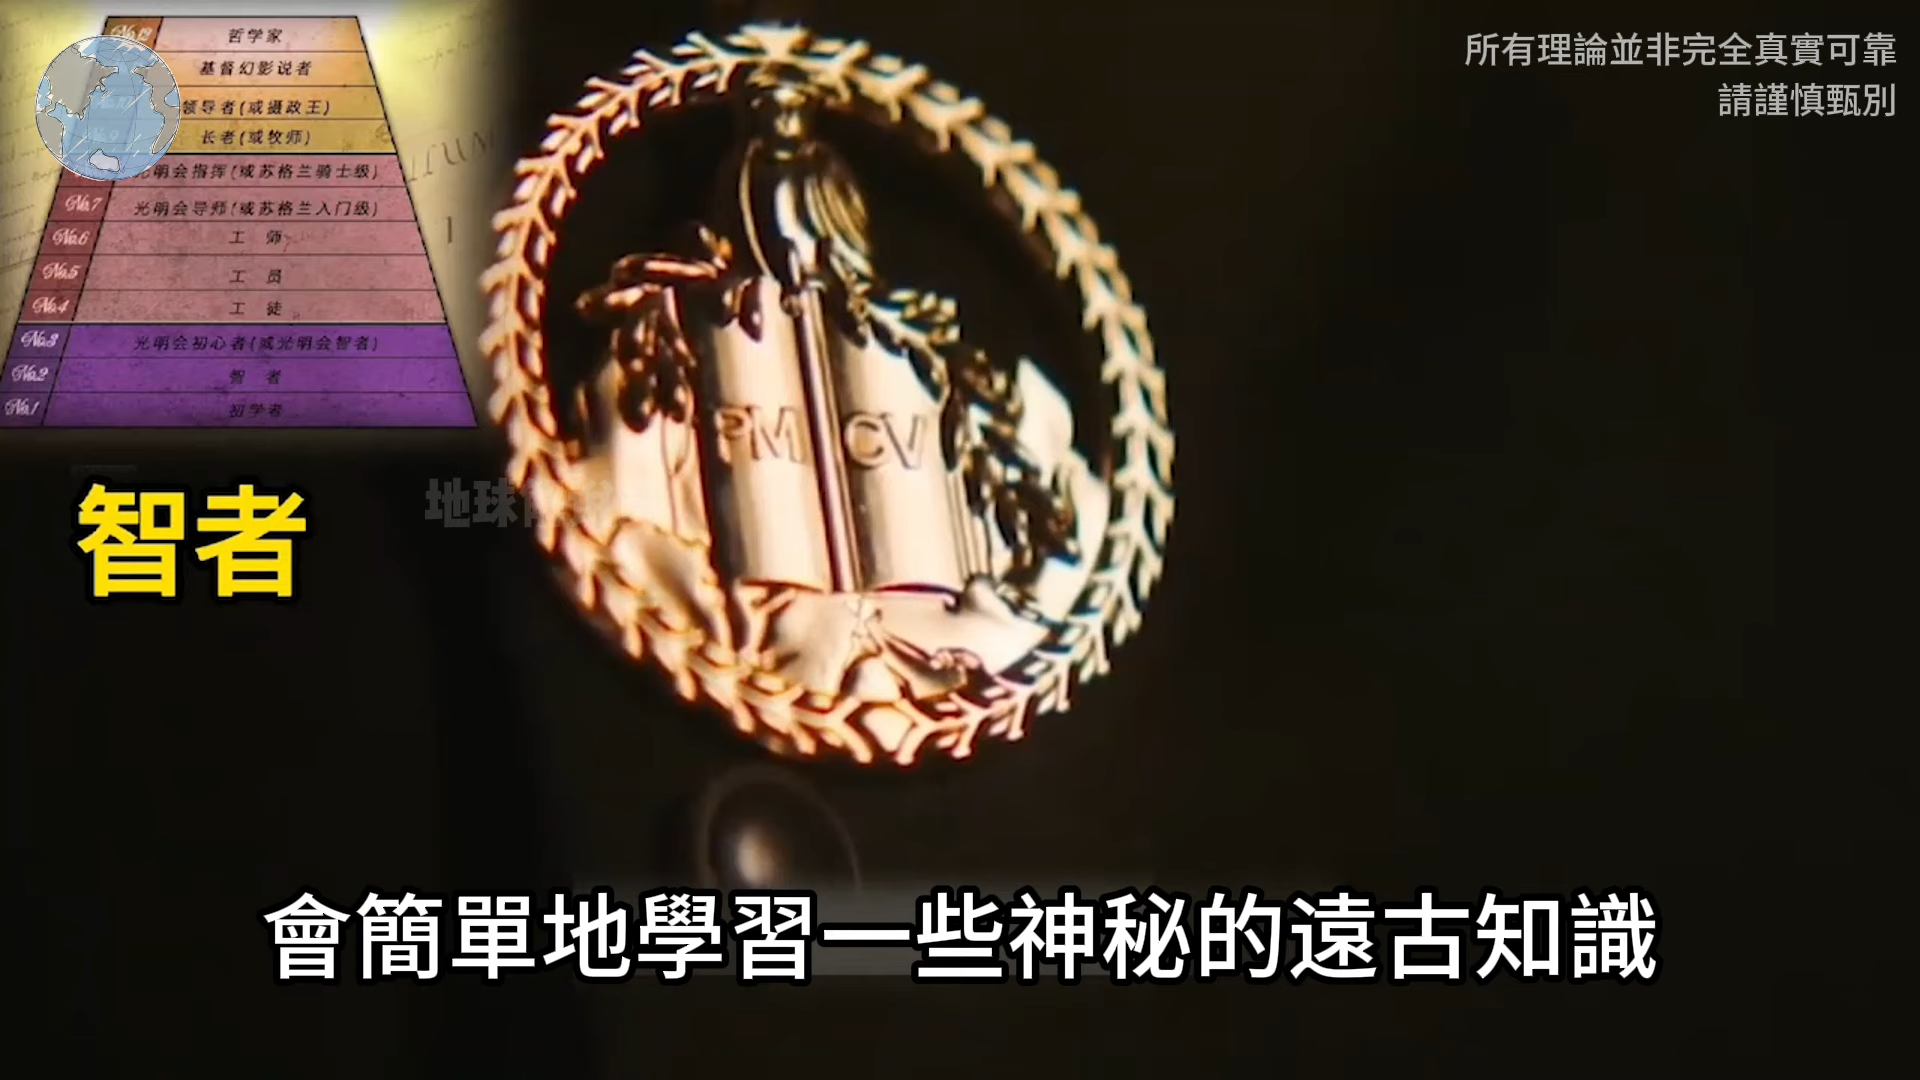 所有理論並非完全真實可靠
請謹慎甄別
哲学家
基督幻影说者
领导者(或摄政王)
长老(或牧师)
光明会指挥(或苏格兰骑士级)
No.7 光明会导师(或苏格兰入门级)
No.6 工 师
No.5 工 员
No.4 工 徒
No.3 光明会初心者(或光明会智者)
No.2 智 者
No.1 初学者
智者
地球
PM CV
會簡單地學習一些神秘的遠古知識